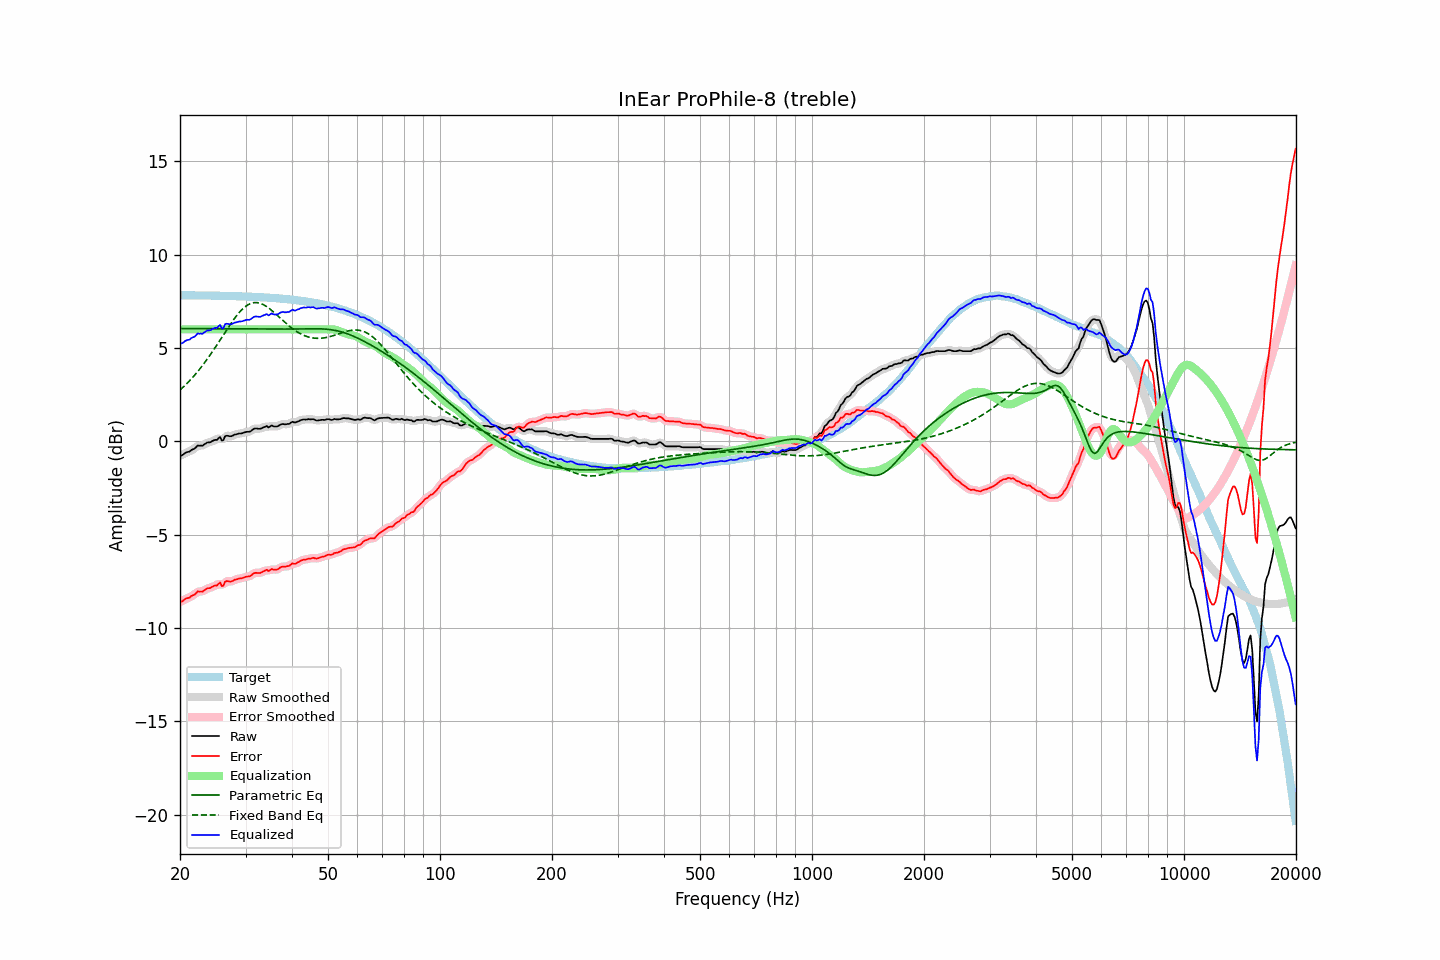 InEar ProPhile-8 (treble)
15
10
5
0
−5
−10
−15
−20
Amplitude (dBr)
Target
Raw Smoothed
Error Smoothed
Raw
Error
Equalization
Parametric Eq
Fixed Band Eq
Equalized
20 50 100 200 500 1000 2000 5000 10000 20000
Frequency (Hz)